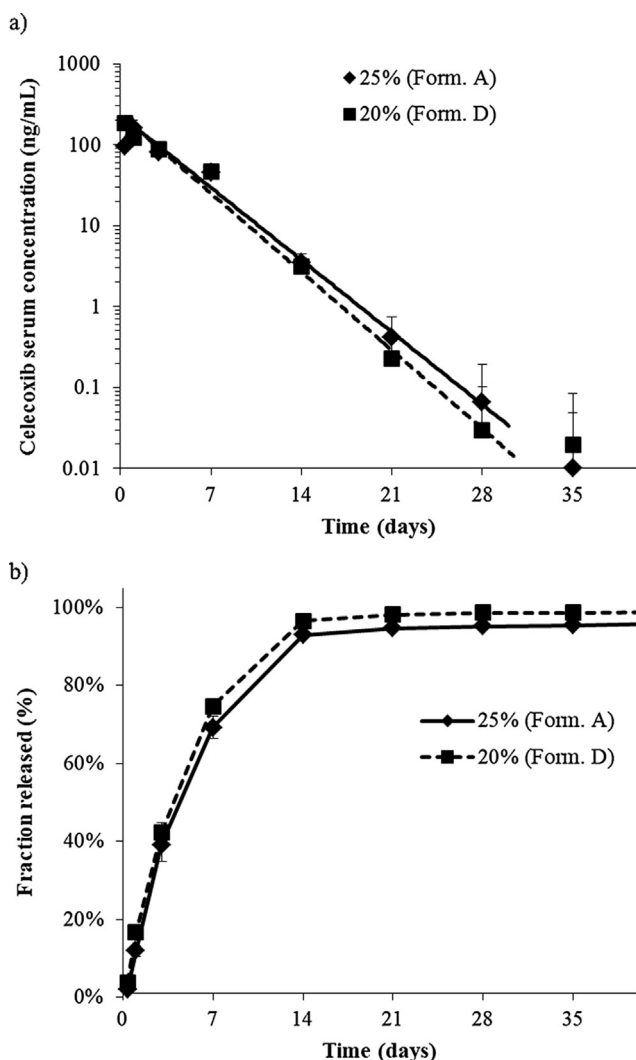 a)
1000
100
10
1
0.1
0.01
Celecoxib serum concentration (ng/mL)
25% (Form. A)
20% (Form. D)
0 7 14 21 28 35
Time (days)
b)
100%
80%
60%
40%
20%
0%
Fraction released (%)
25% (Form. A)
20% (Form. D)
0 7 14 21 28 35
Time (days)